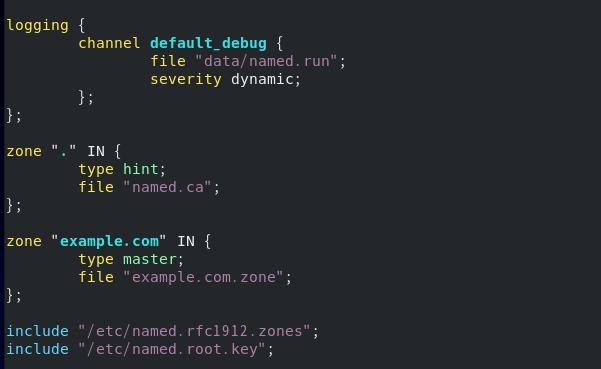 logging {
channel default_debug {
file "data/named.run";
severity dynamic;
};
};
zone "." IN {
type hint;
file "named.ca";
};
zone "example.com" IN {
type master;
file "example.com.zone";
};
include "/etc/named.rfc1912.zones";
include "/etc/named.root.key";